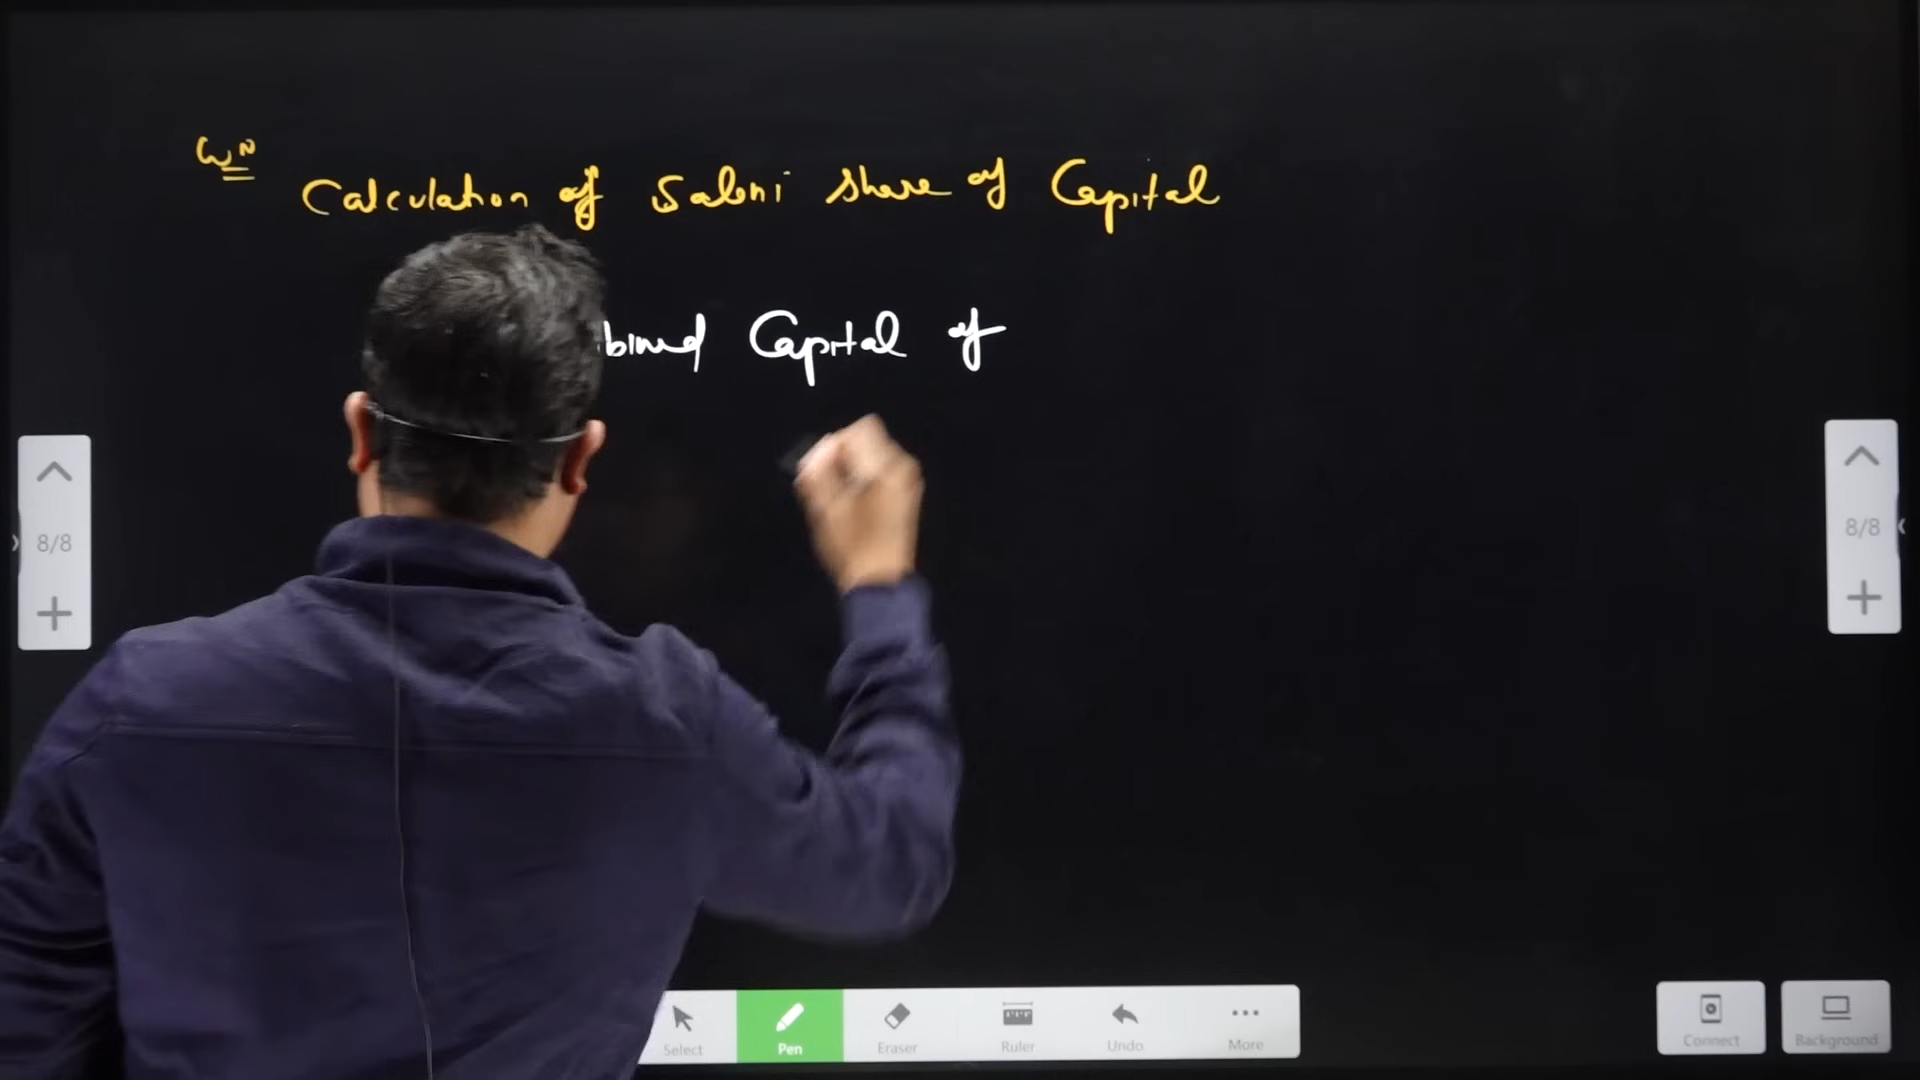 WN
Calculation of Saloni Share of Capital
bined Capital of
8/8
8/8
Select
Pen
Eraser
Ruler
Undo
More
Connect
Background